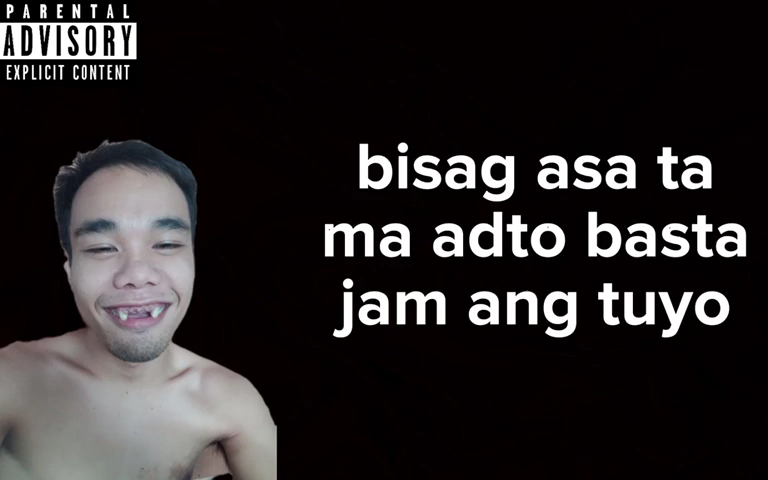 PARENTAL
ADVISORY
EXPLICIT CONTENT
bisag asa ta
ma adto basta
jam ang tuyo